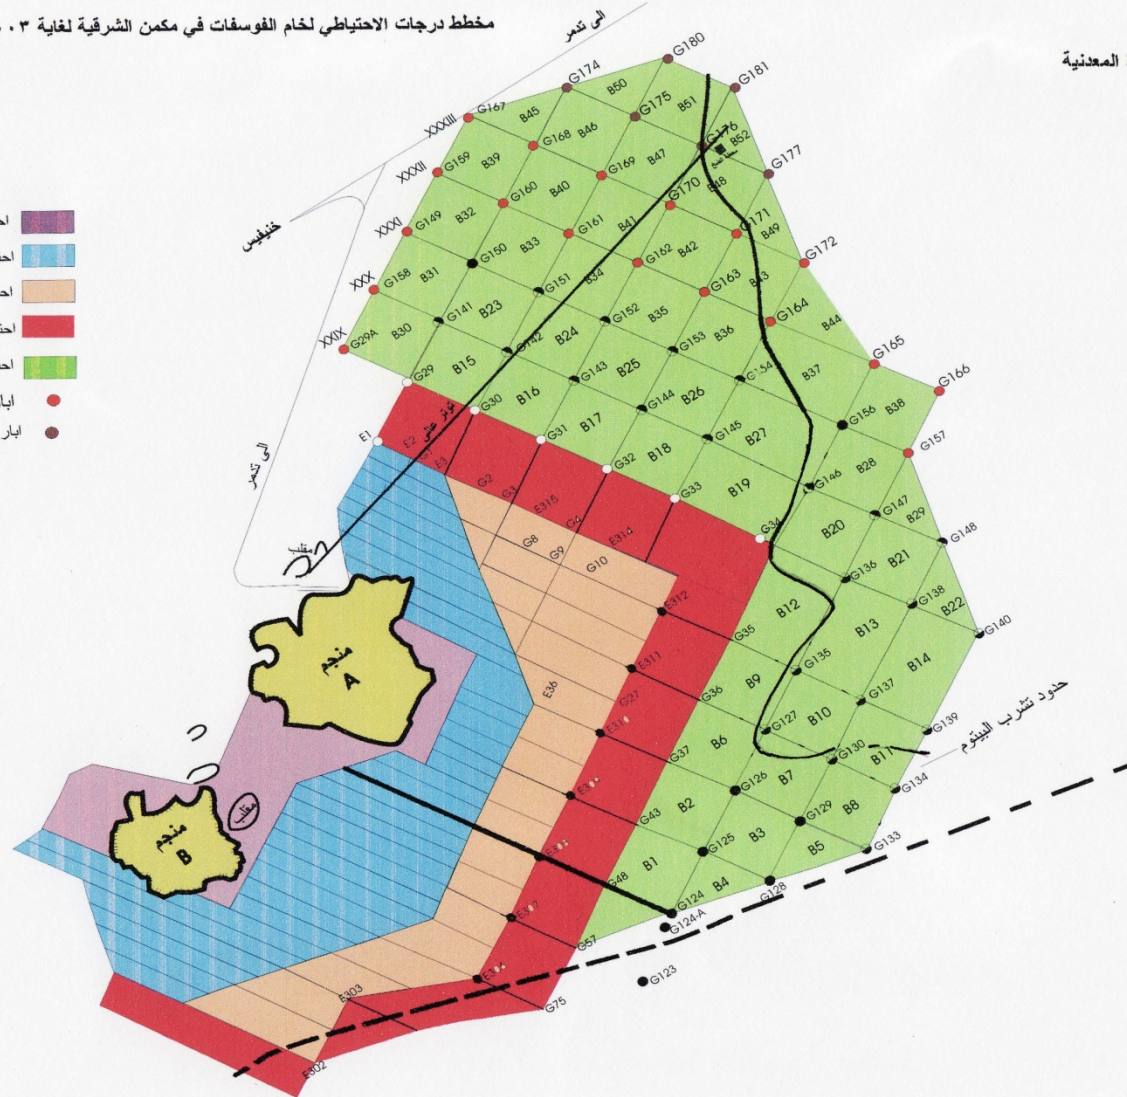 مخطط درجات الاحتياطي لخام الفوسفات في مكمن الشرقية لغاية ٠٣
المعدنية
الى تدمر
G180
G174
G181
B50
G175
B51
G167
XXXIII
B45
G168
B46
G176
B52
G159
XXXII
B39
G169
B47
G177
G160
B40
G170
B48
خنيفيس
XXXI
G149
B32
G161
B41
G171
B49
B33
G162
B42
G172
XXX
G158
B31
G150
G151
B34
G163
B43
B23
G152
B35
G164
B44
XXIX
G29A
B30
G141
G142
B24
G153
B36
G165
G29
B15
G143
B25
G154
B37
G166
B16
G144
B26
G156
B38
توتر عالي
G30
B17
G145
B27
G157
E1
E2
G31
B18
B28
E3
G32
B19
G146
G147
B29
الى تدمر
G2
G3
E315
G33
B20
G148
G4
E314
G34
B21
مقلب
G8
G9
G10
G136
G138
B22
E312
B12
B13
G140
منجم
A
G35
G135
B14
E311
B9
G137
E36
G27
G36
G127
B10
G139
حدود تشرب البيتوم
G37
B6
G130
B11
G126
B7
G134
منجم
B
مقلب
G43
B2
G129
B8
G125
B3
G133
B1
B5
G48
B4
G128
G124
G124-A
G57
G123
E303
G75
E302
ابار
ابار